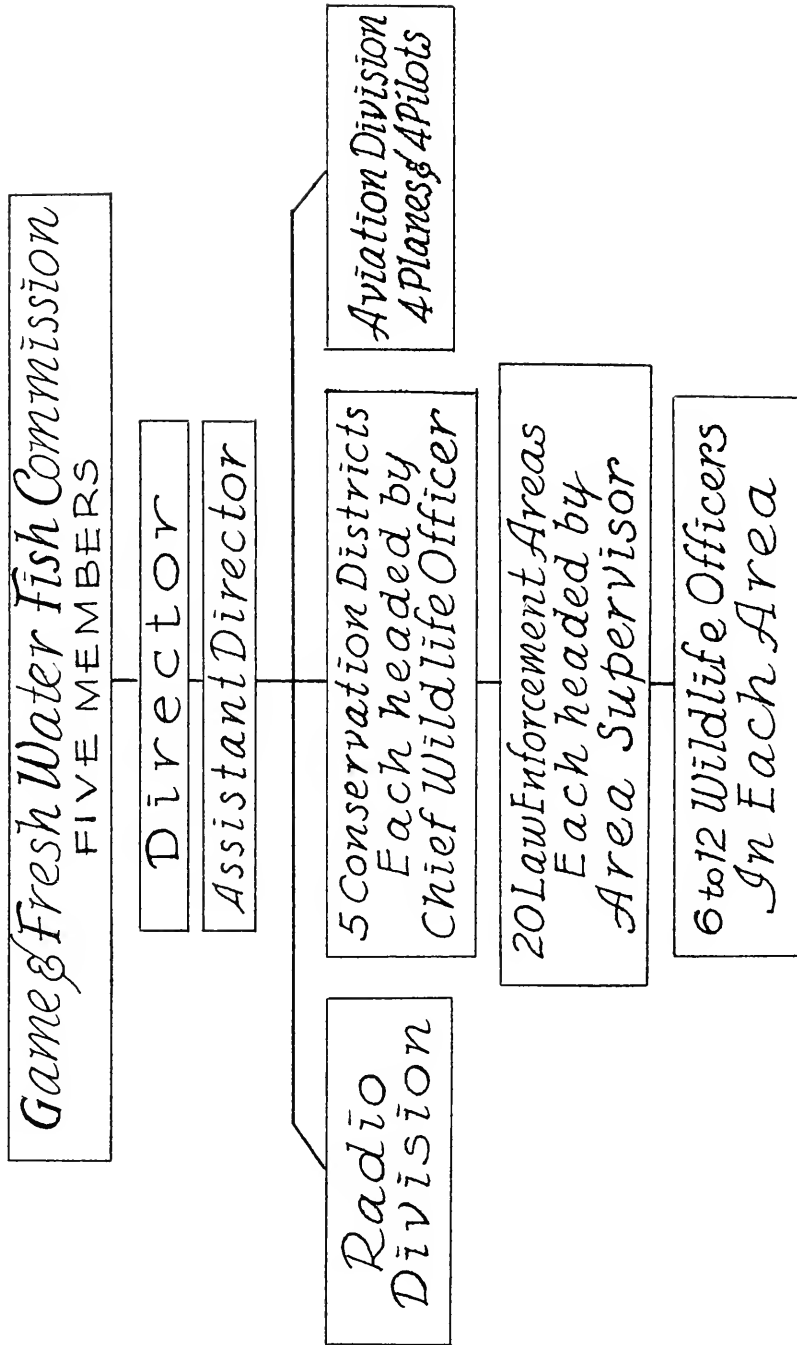 Game & Fresh Water Fish Commission
FIVE MEMBERS
Director
Assistant Director
Radio
Division
5 Conservation Districts
Each headed by
Chief Wildlife Officer
Aviation Division
4 Planes & 4 Pilots
20 Law Enforcement Areas
Each headed by
Area Supervisor
6 to 12 Wildlife Officers
In Each Area